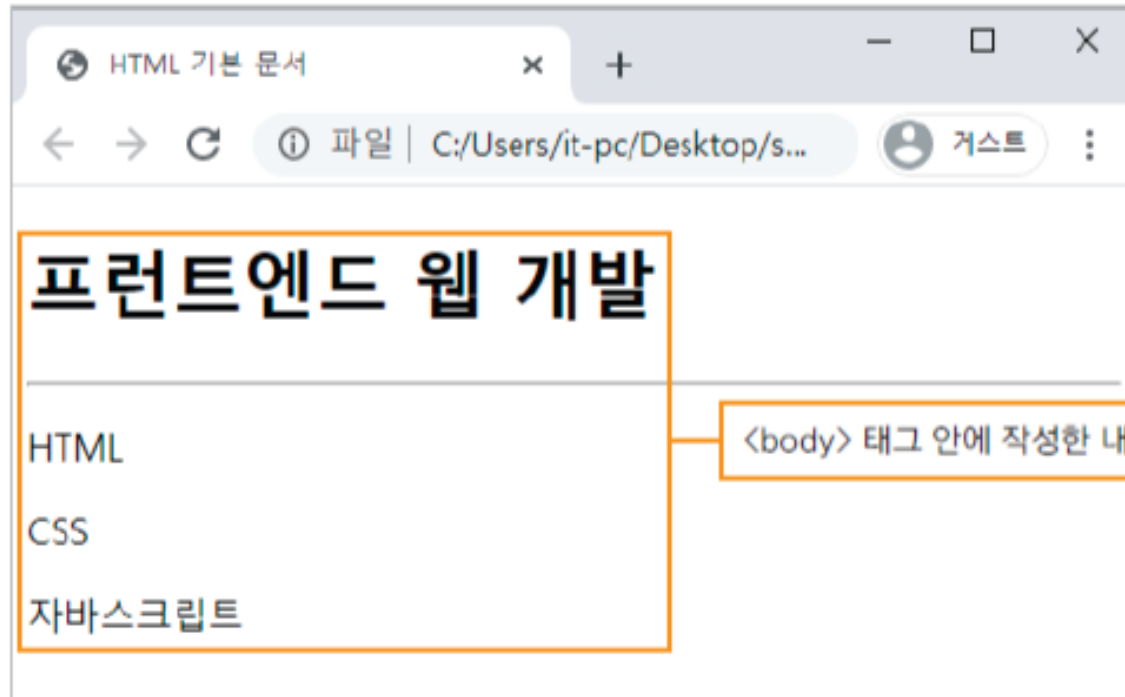 HTML 기본 문서
파일 | C:/Users/it-pc/Desktop/s...
게스트
프런트엔드 웹 개발
HTML
<body> 태그 안에 작성한 내
CSS
자바스크립트